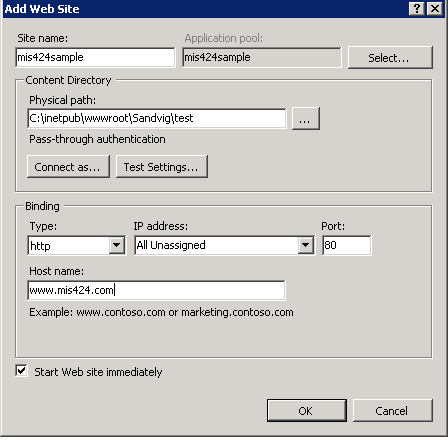 Add Web Site
Site name: Application pool:
mis424sample mis424sample Select...
Content Directory
Physical path:
C:\inetpub\wwwroot\Sandvig\test ...
Pass-through authentication
Connect as... Test Settings...
Binding
Type: IP address: Port:
http All Unassigned 80
Host name:
www.mis424.com
Example: www.contoso.com or marketing.contoso.com
Start Web site immediately
OK Cancel